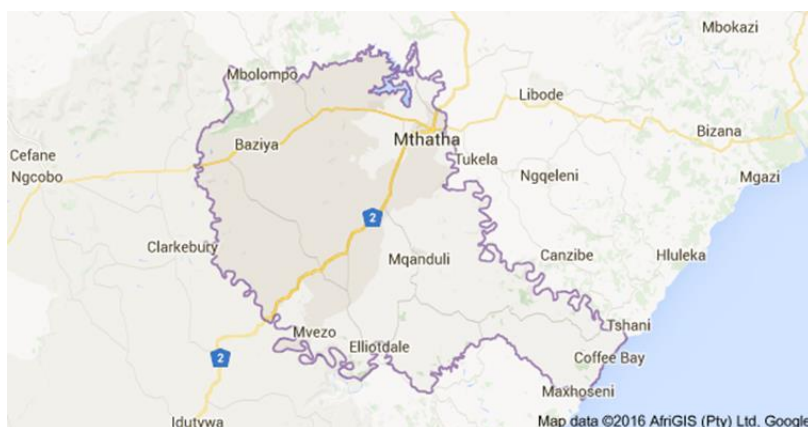 Mbokazi
Mbolompo
Libode
Mthatha
Bizana
Baziya
Cefane
Ngcobo
Tukela
Ngqeleni
Mgazi
2
Clarkebury
Mqanduli
Canzibe
Hluleka
Tshani
Mvezo
Elliotdale
2
Coffee Bay
Maxhoseni
Idutywa
Map data ©2016 AfriGIS (Pty) Ltd, Google